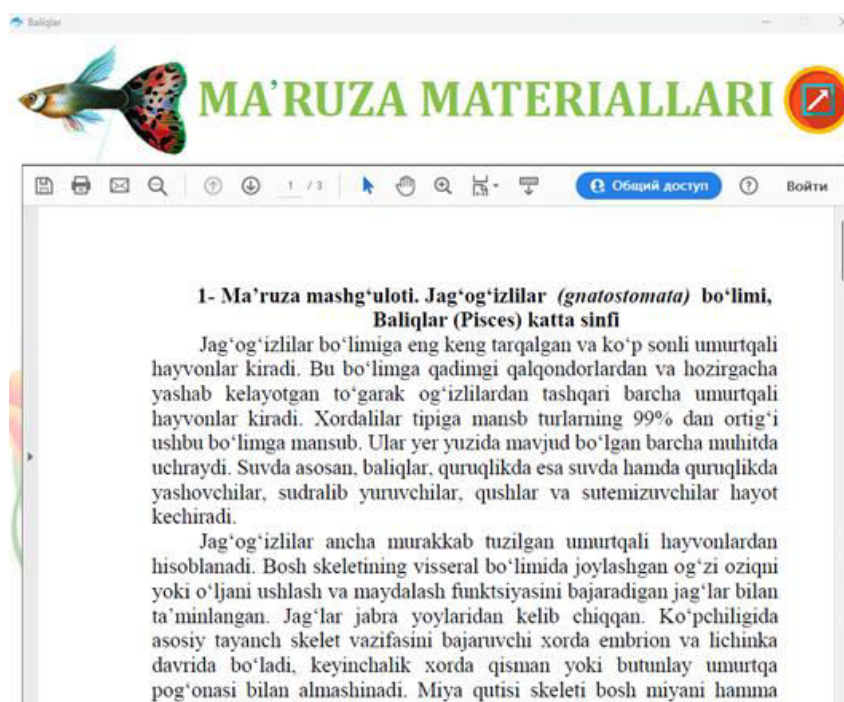 Baliqlar
MA'RUZA MATERIALLARI
1 / 3
Общий доступ
Войти
1- Ma'ruza mashg‘uloti. Jag‘og‘izlilar (gnatostomata) bo‘limi,
Baliqlar (Pisces) katta sinfi
Jag‘og‘izlilar bo‘limiga eng keng tarqalgan va ko‘p sonli umurtqali
hayvonlar kiradi. Bu bo‘limga qadimgi qalqondorlardan va hozirgacha
yashab kelayotgan to‘garak og‘izlilardan tashqari barcha umurtqali
hayvonlar kiradi. Xordalilar tipiga mansb turlarning 99% dan ortig‘i
ushbu bo‘limga mansub. Ular yer yuzida mavjud bo‘lgan barcha muhitda
uchraydi. Suvda asosan, baliqlar, quruqlikda esa suvda hamda quruqlikda
yashovchilar, sudralib yuruvchilar, qushlar va sutemizuvchilar hayot
kechiradi.
Jag‘og‘izlilar ancha murakkab tuzilgan umurtqali hayvonlardan
hisoblanadi. Bosh skeletining visseral bo‘limida joylashgan og‘zi oziqni
yoki o‘ljani ushlash va maydalash funktsiyasini bajaradigan jag‘lar bilan
ta’minlangan. Jag‘lar jabra yoylaridan kelib chiqqan. Ko‘pchiligida
asosiy tayanch skelet vazifasini bajaruvchi xorda embrion va lichinka
davrida bo‘ladi, keyinchalik xorda qisman yoki butunlay umurtqa
pog‘onasi bilan almashinadi. Miya qutisi skeleti bosh miyani hamma